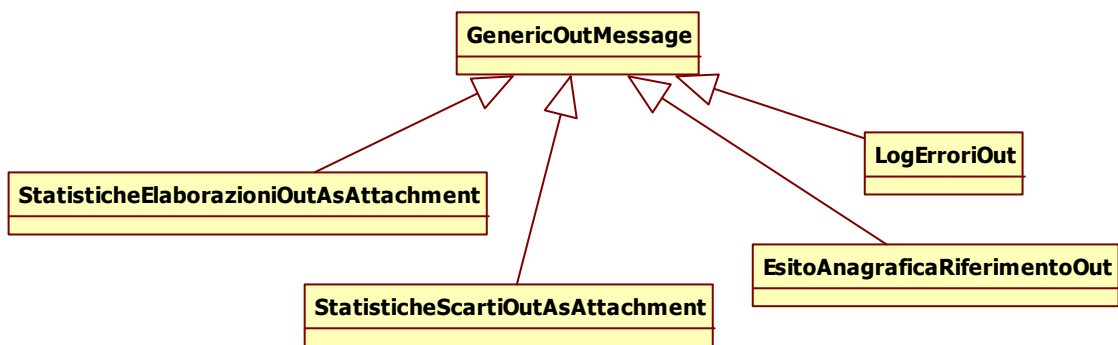 GenericOutMessage
LogErroriOut
StatisticheElaborazioniOutAsAttachment
EsitoAnagraficaRiferimentoOut
StatisticheScartiOutAsAttachment